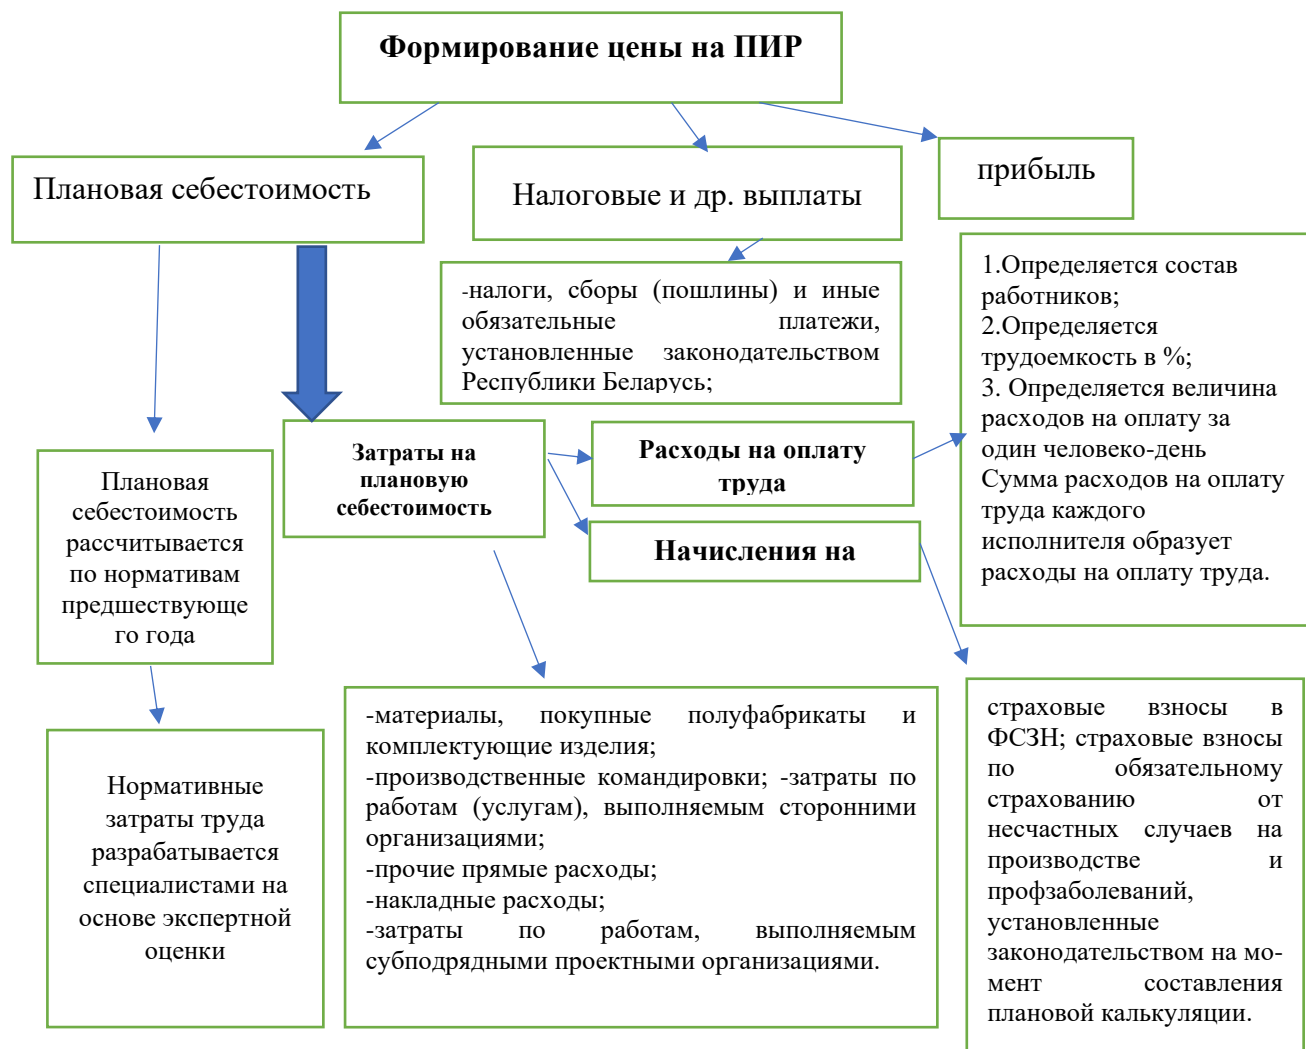 Формирование цены на ПИР
Плановая себестоимость
Налоговые и др. выплаты
прибыль
-налоги, сборы (пошлины) и иные
обязательные платежи,
установленные законодательством
Республики Беларусь;
1.Определяется состав
работников;
2.Определяется
трудоемкость в %;
3. Определяется величина
расходов на оплату за
один человеко-день
Сумма расходов на оплату
труда каждого
исполнителя образует
расходы на оплату труда.
Затраты на
плановую
себестоимость
Расходы на оплату
труда
Начисления на
Плановая
себестоимость
рассчитывается
по нормативам
предшествующе
го года
Нормативные
затраты труда
разрабатывается
специалистами на
основе экспертной
оценки
-материалы, покупные полуфабрикаты и
комплектующие изделия;
-производственные командировки; -затраты по
работам (услугам), выполняемым сторонними
организациями;
-прочие прямые расходы;
-накладные расходы;
-затраты по работам, выполняемым
субподрядными проектными организациями.
страховые взносы в
ФСЗН; страховые взносы
по обязательному
страхованию от
несчастных случаев на
производстве и
профзаболеваний,
установленные
законодательством на мо-
мент составления
плановой калькуляции.